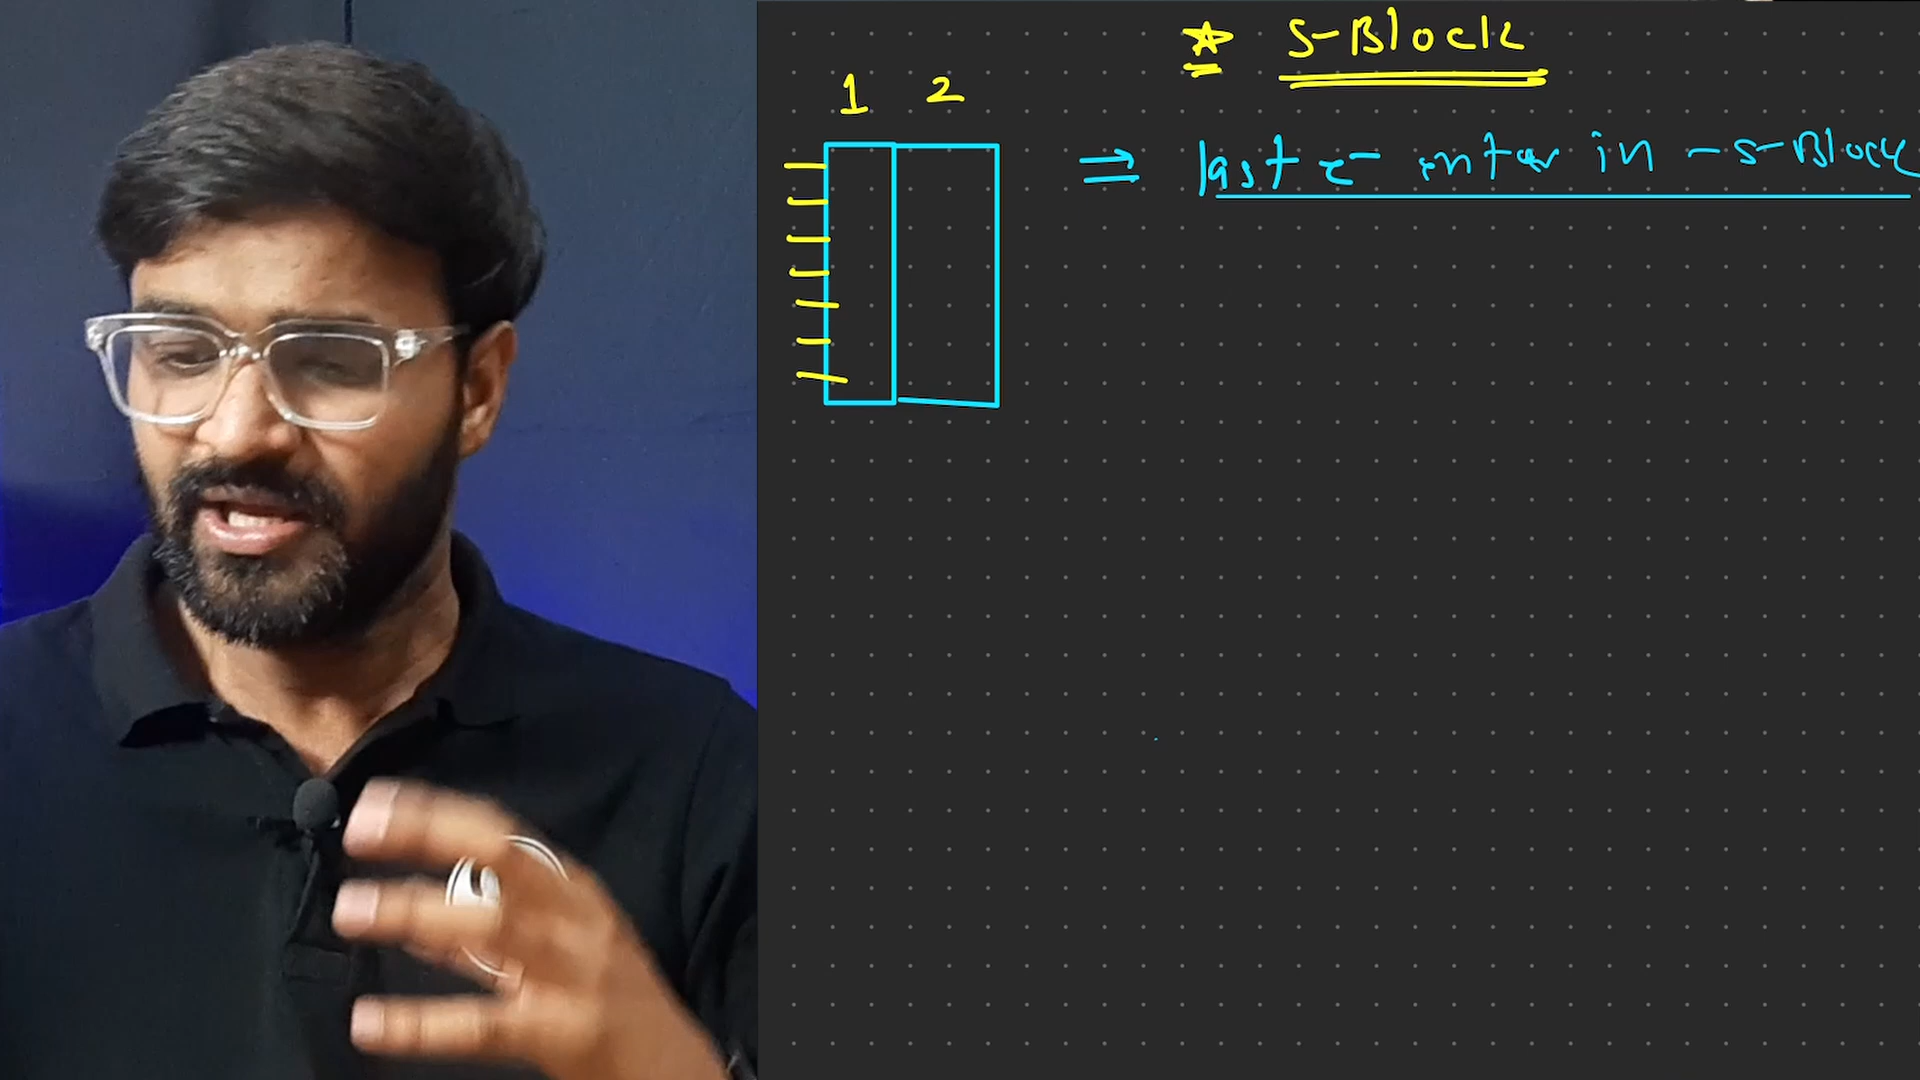 * S-Block
1 2
⇒ last e⁻ enter in - s-Block